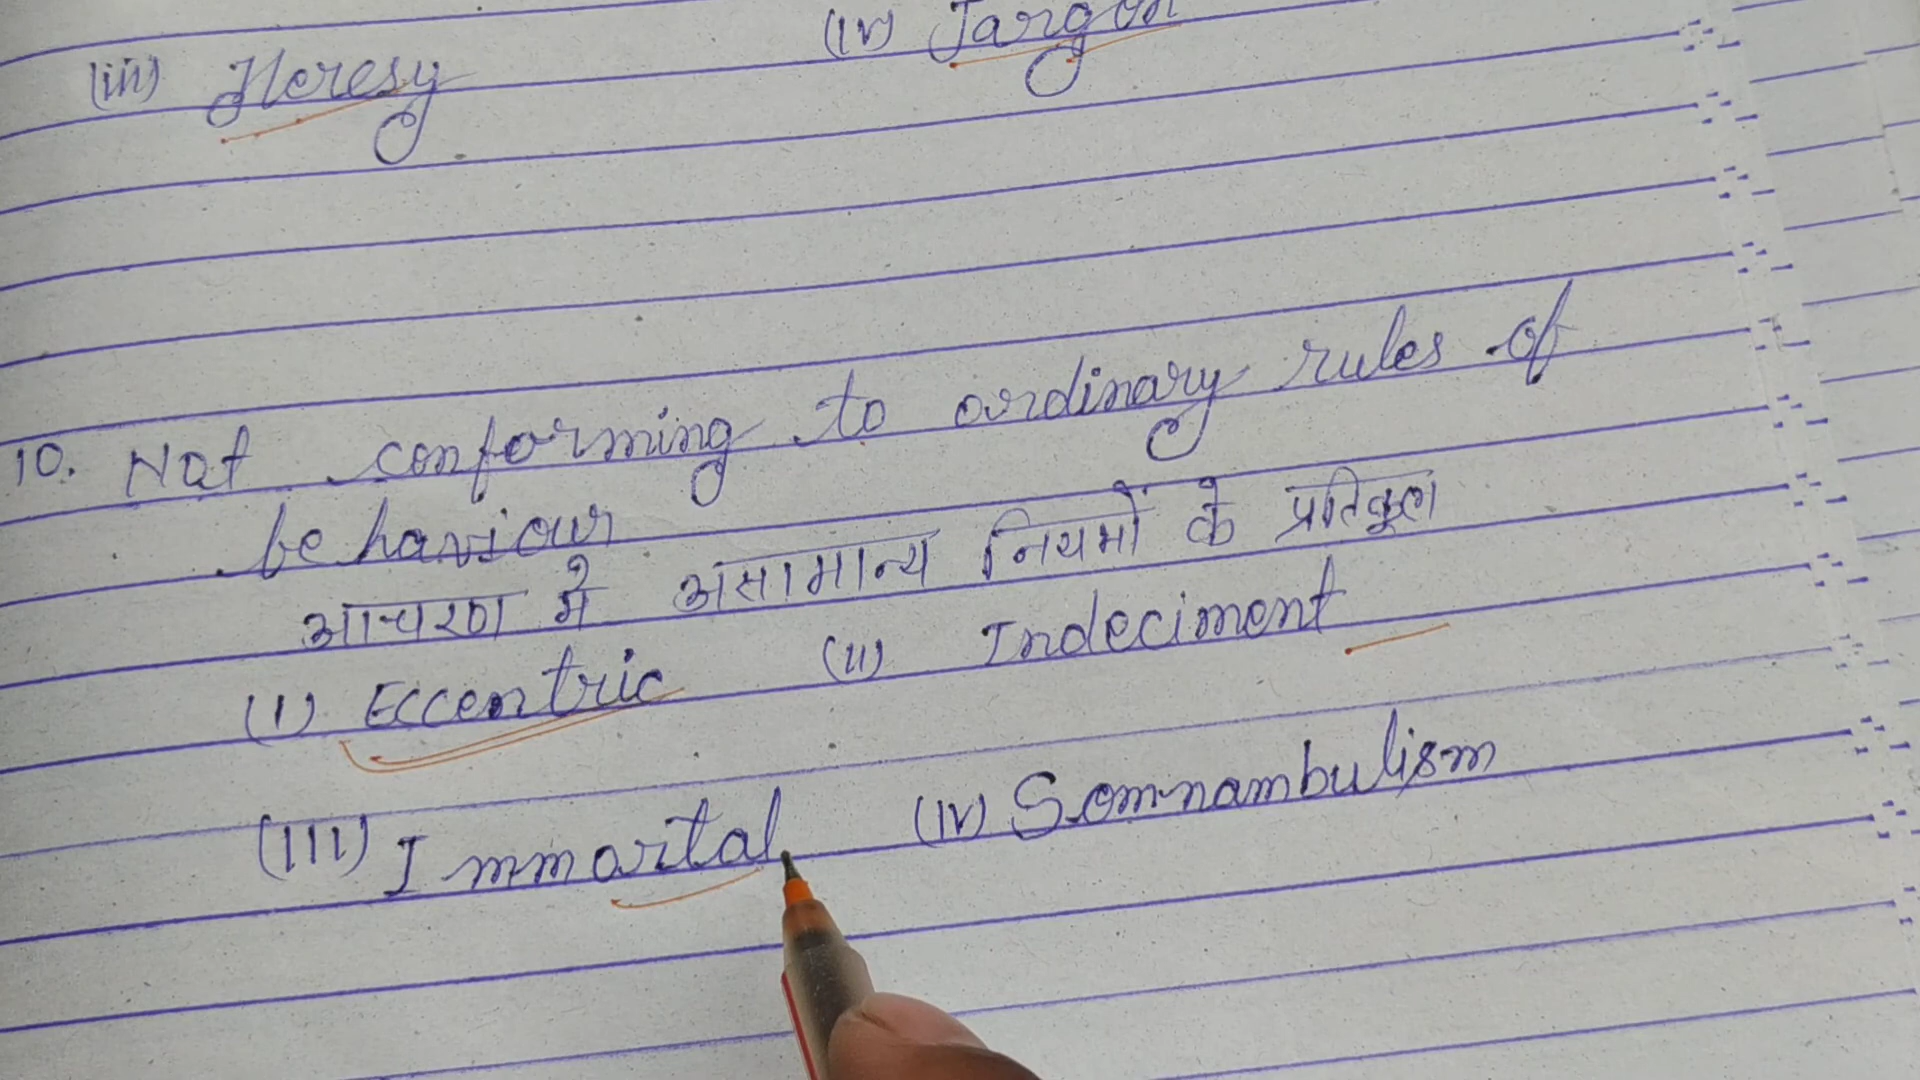 (iii) Heresy (iv) Jargon
10. Not conforming to ordinary rules of
behaviour
आचरण में असामान्य नियमों के प्रतिकूल
(I) Eccentric (II) Indeciment
(III) Immortal (IV) Somnambulism